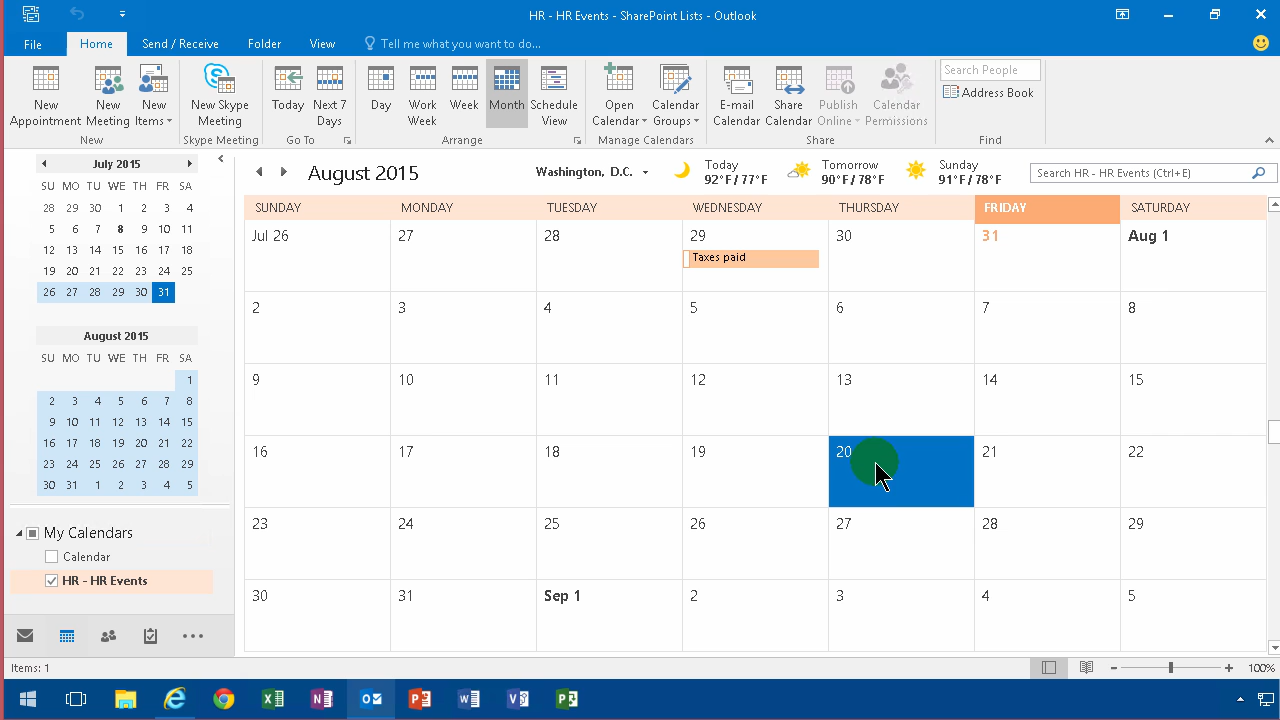 HR - HR Events - SharePoint Lists - Outlook
File Home Send / Receive Folder View Tell me what you want to do...
New Appointment
New Meeting
New Items
New Skype Meeting
Today
Next 7 Days
Day
Work Week
Week
Month
Schedule View
Open Calendar
Calendar Groups
E-mail Calendar
Share Calendar
Publish Online
Calendar Permissions
Search People
Address Book
New Skype Meeting Go To Arrange Manage Calendars Share Find
July 2015
SU MO TU WE TH FR SA
28 29 30 1 2 3 4
5 6 7 8 9 10 11
12 13 14 15 16 17 18
19 20 21 22 23 24 25
26 27 28 29 30 31
August 2015
SU MO TU WE TH FR SA
1
2 3 4 5 6 7 8
9 10 11 12 13 14 15
16 17 18 19 20 21 22
23 24 25 26 27 28 29
30 31 1 2 3 4 5
My Calendars
Calendar
HR - HR Events
August 2015
Washington, D.C.
Today
92°F / 77°F
Tomorrow
90°F / 78°F
Sunday
91°F / 78°F
Search HR - HR Events (Ctrl+E)
SUNDAY MONDAY TUESDAY WEDNESDAY THURSDAY FRIDAY SATURDAY
Jul 26 27 28 29 30 31 Aug 1
Taxes paid
2 3 4 5 6 7 8
9 10 11 12 13 14 15
16 17 18 19 20 21 22
23 24 25 26 27 28 29
30 31 Sep 1 2 3 4 5
Items: 1
100%